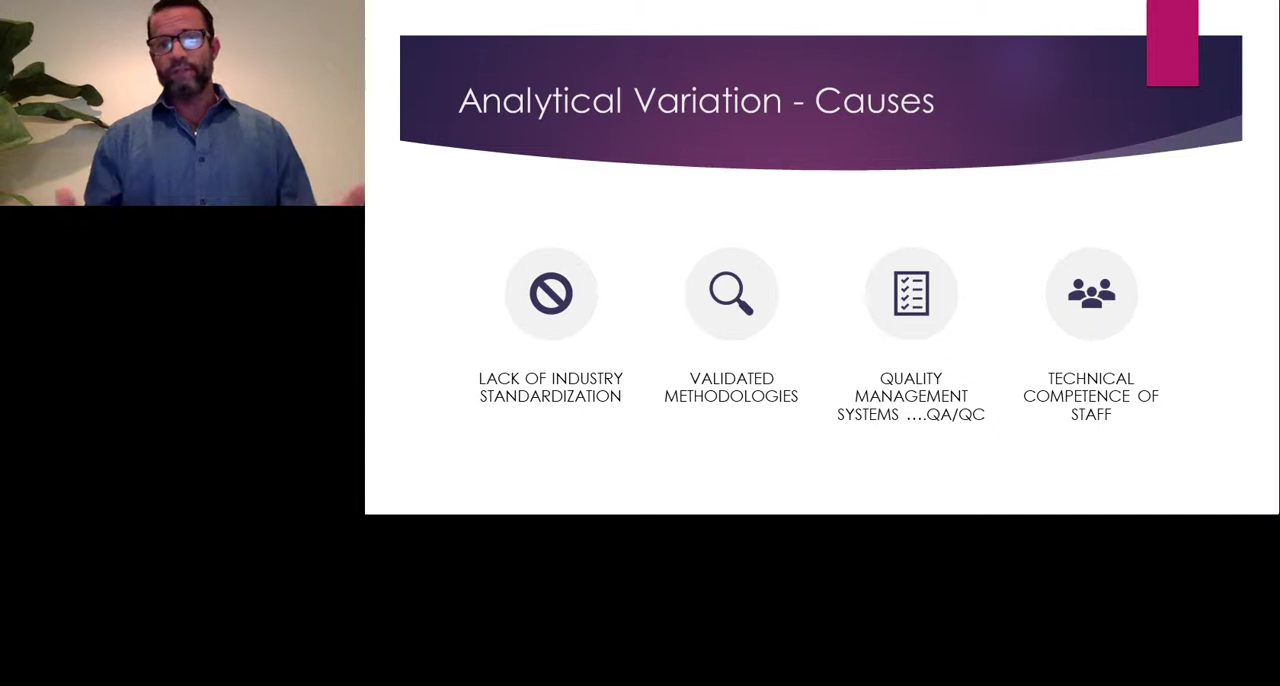 Analytical Variation - Causes
LACK OF INDUSTRY
STANDARDIZATION
VALIDATED
METHODOLOGIES
QUALITY
MANAGEMENT
SYSTEMS ....QA/QC
TECHNICAL
COMPETENCE OF
STAFF